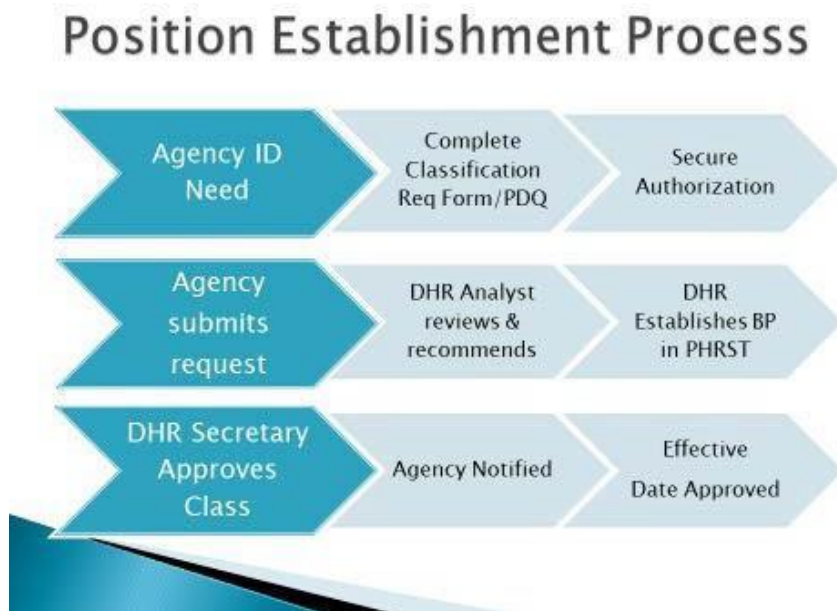 Position Establishment Process
Agency ID
Need
Complete
Classification
Req Form/PDQ
Secure
Authorization
Agency
submits
request
DHR Analyst
reviews &
recommends
DHR
Establishes BP
in PHRST
DHR Secretary
Approves
Class
Agency Notified
Effective
Date Approved